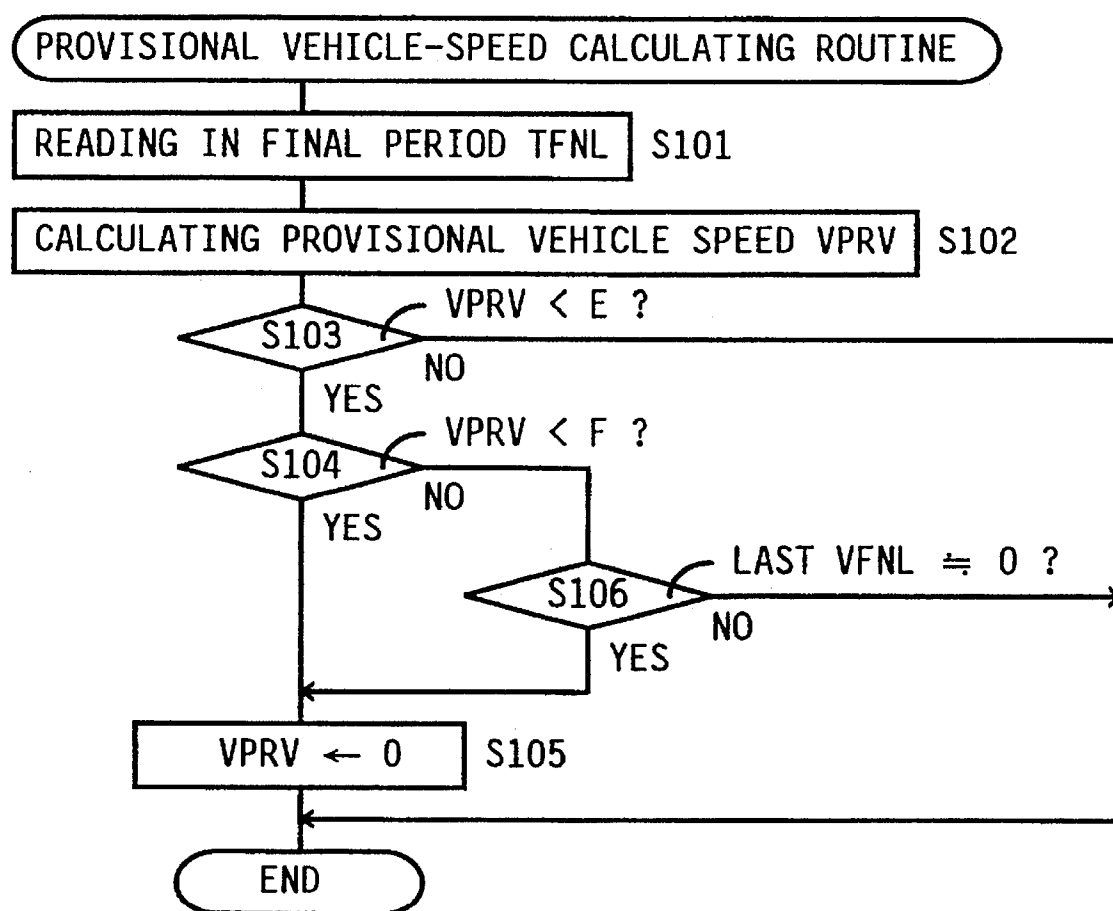 PROVISIONAL VEHICLE-SPEED CALCULATING ROUTINE
READING IN FINAL PERIOD TFNL
S101
CALCULATING PROVISIONAL VEHICLE SPEED VPRV
S102
VPRV < E ?
S103
NO
YES
VPRV < F ?
S104
NO
YES
LAST VFNL ≒ 0 ?
S106
NO
YES
VPRV ← 0
S105
END